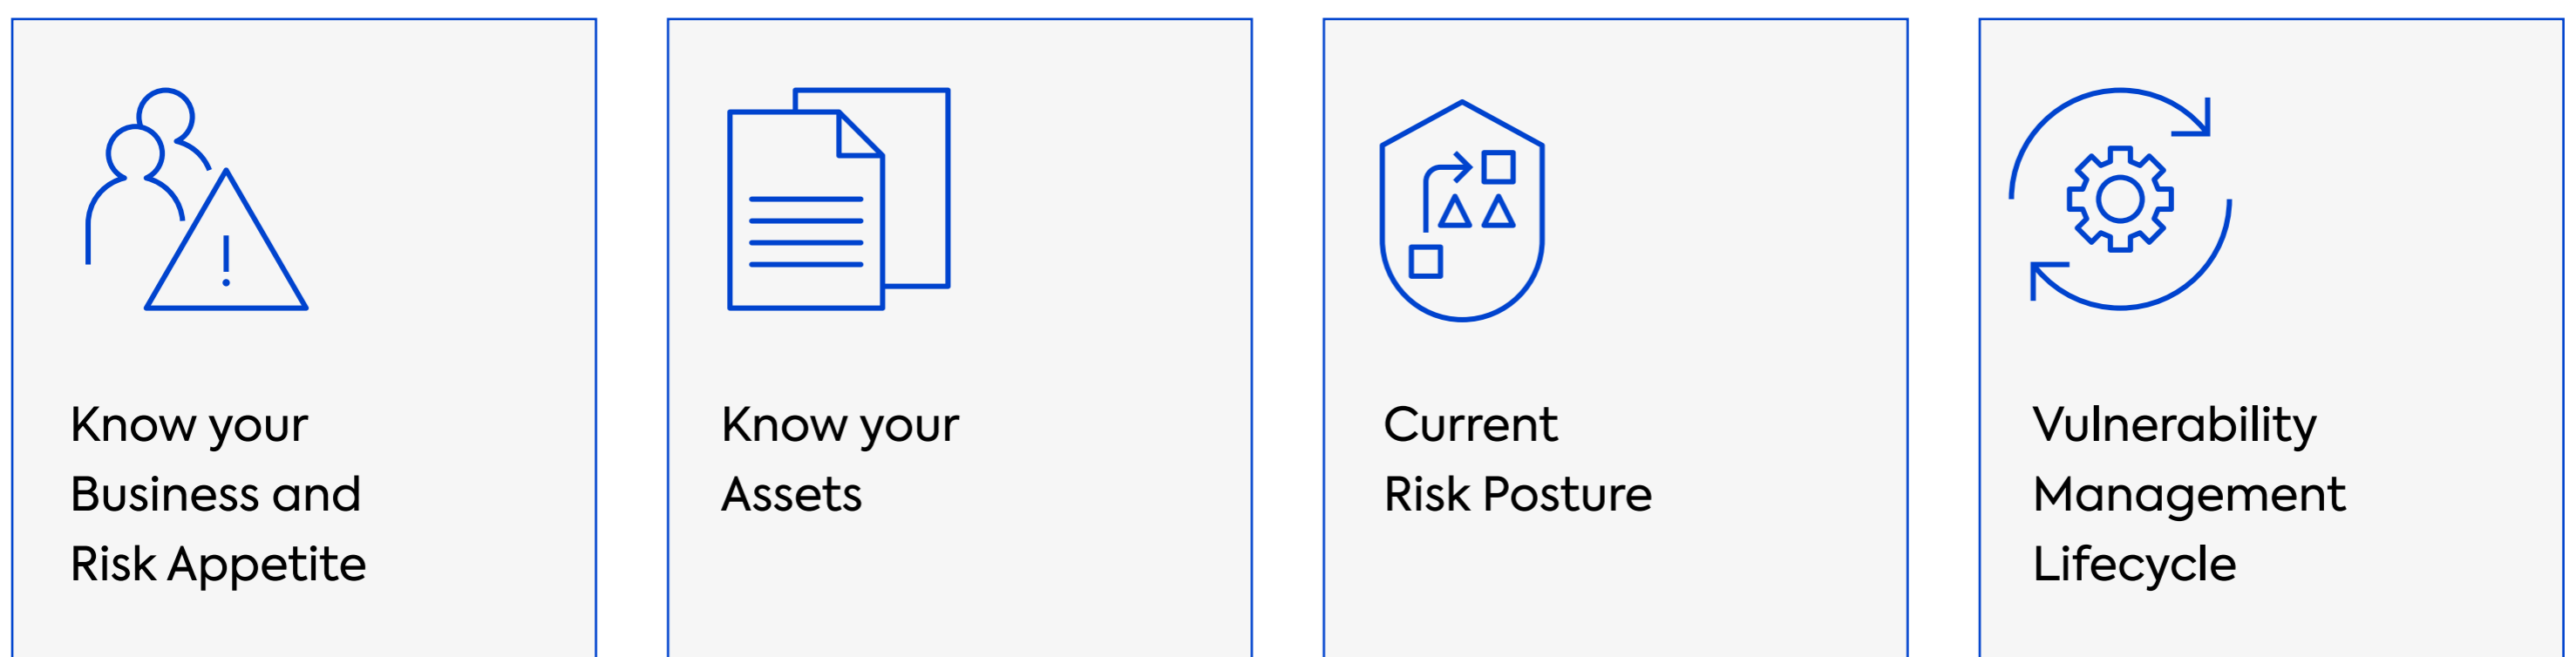 Know your
Business and
Risk Appetite
Know your
Assets
Current
Risk Posture
Vulnerability
Management
Lifecycle